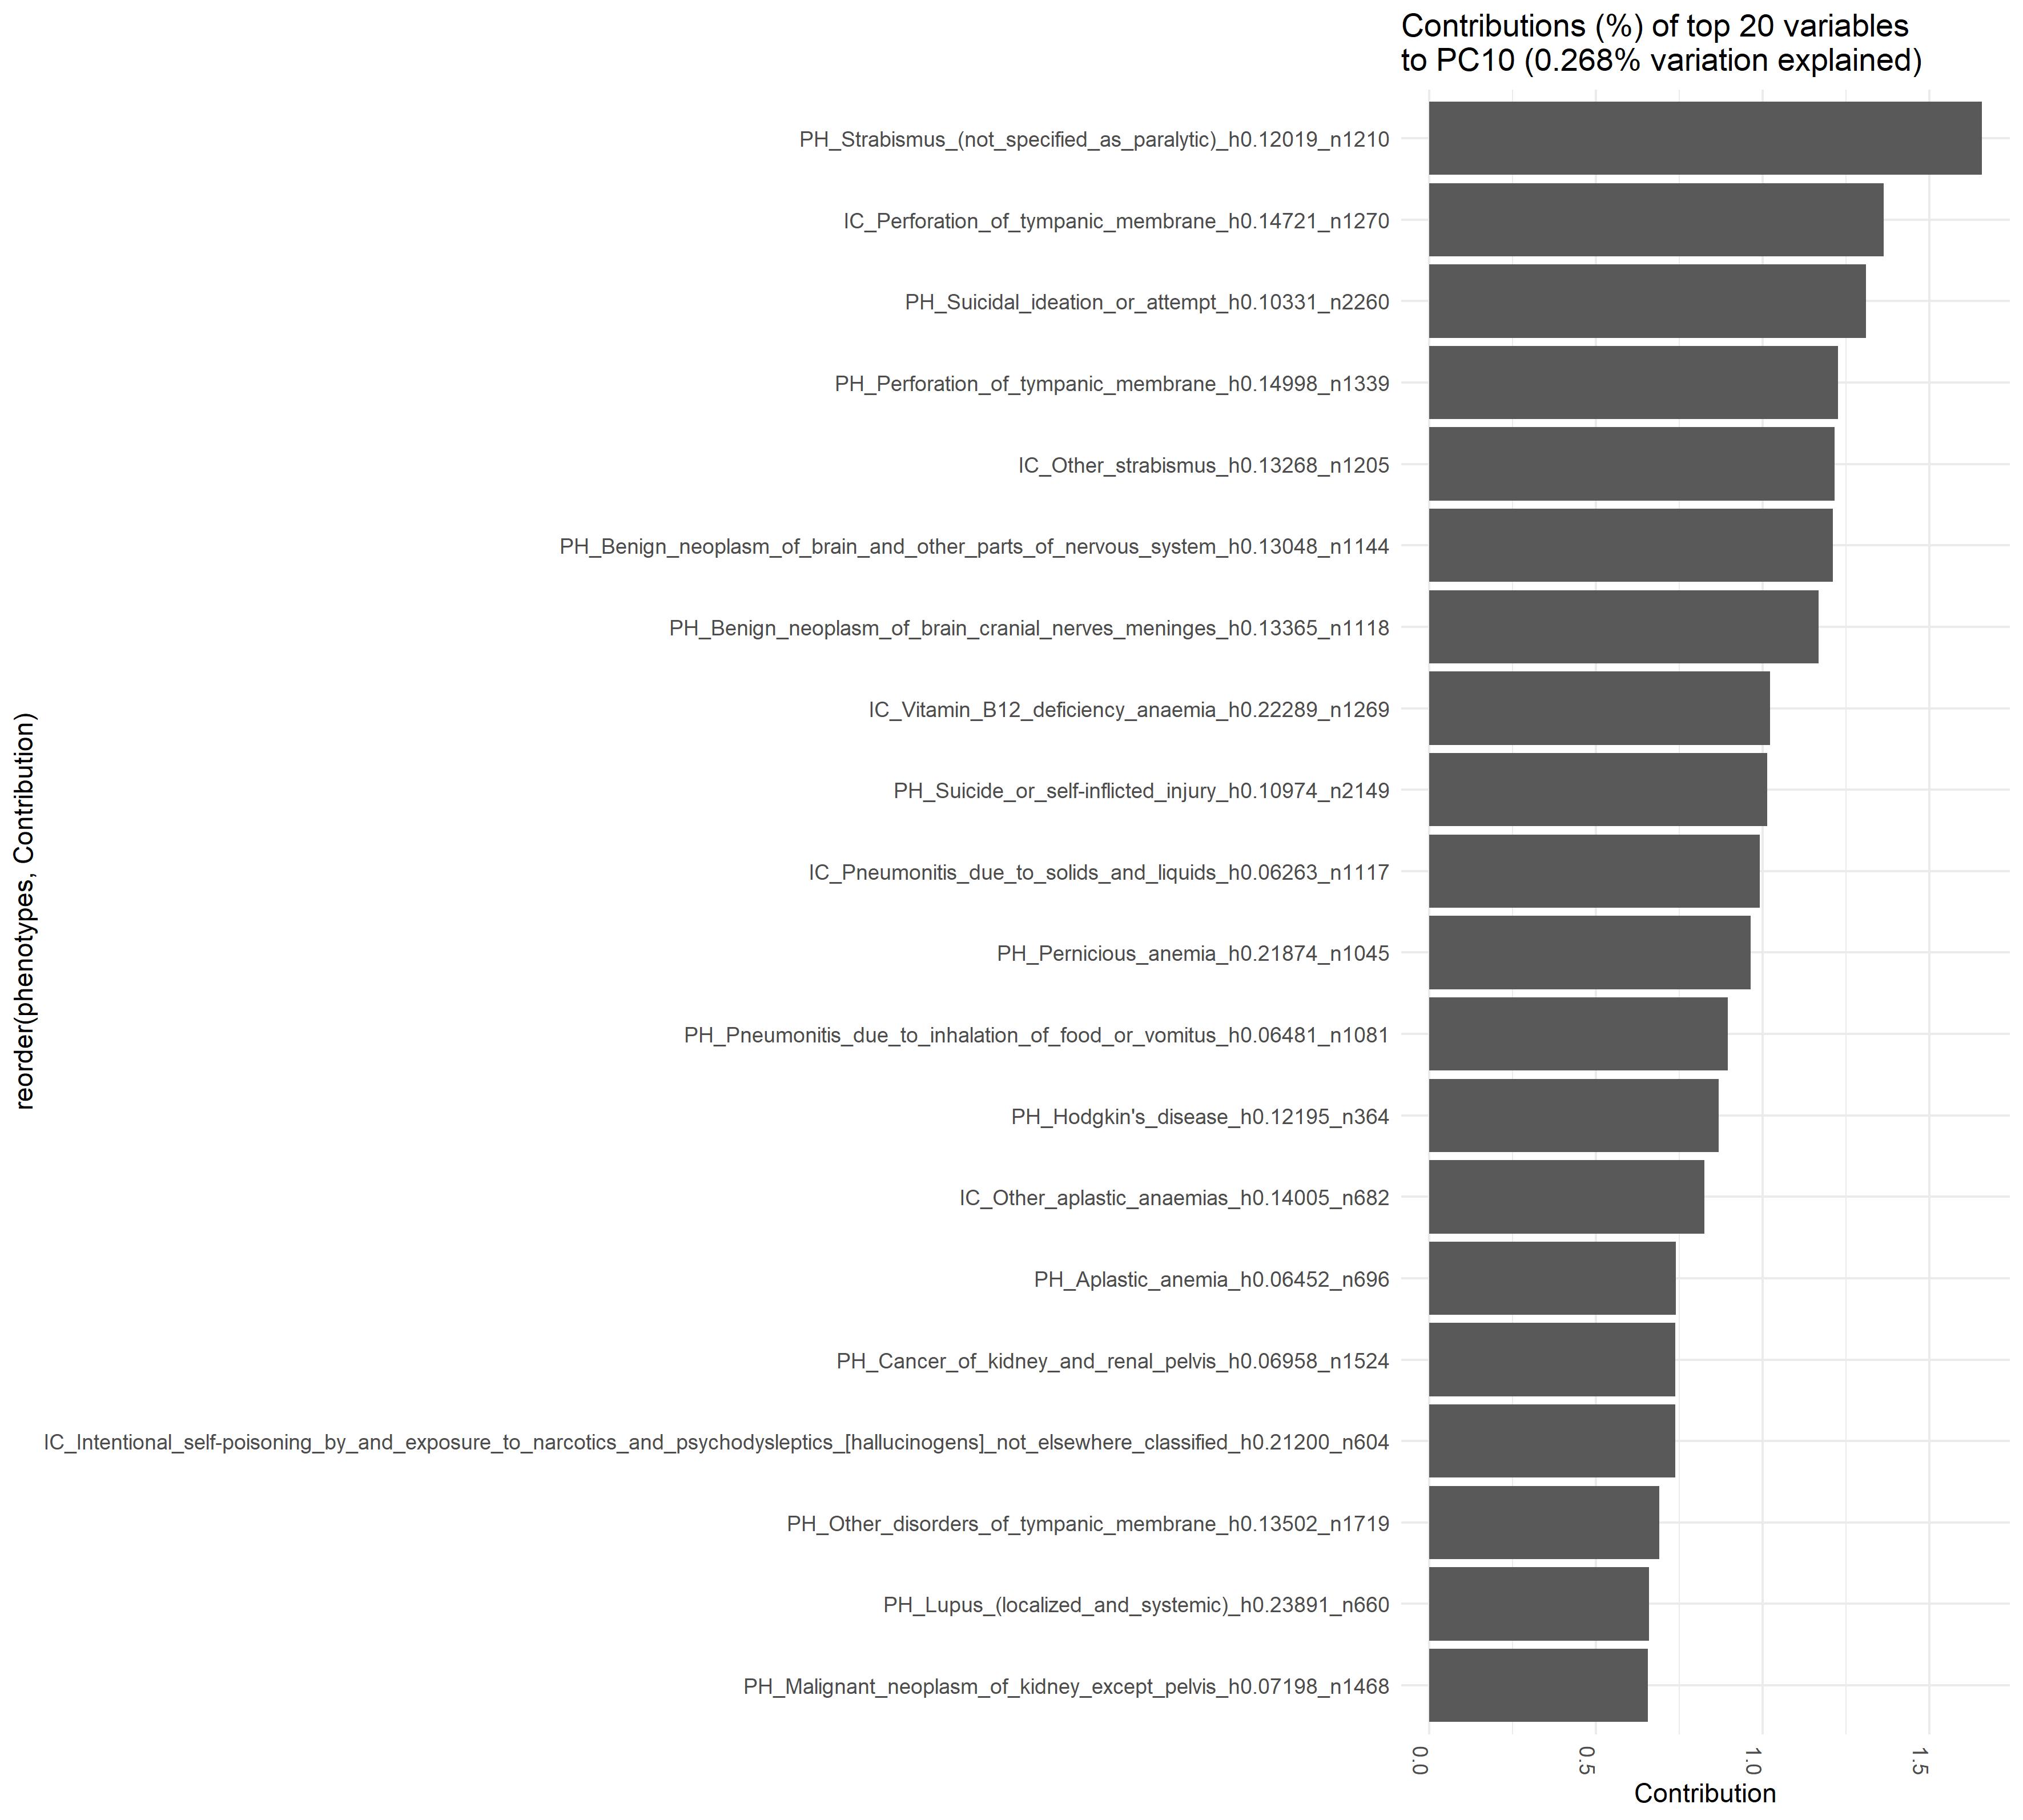 Contributions (%) of top 20 variables
to PC10 (0.268% variation explained)
PH_Strabismus_(not_specified_as_paralytic)_h0.12019_n1210
IC_Perforation_of_tympanic_membrane_h0.14721_n1270
PH_Suicidal_ideation_or_attempt_h0.10331_n2260
PH_Perforation_of_tympanic_membrane_h0.14998_n1339
IC_Other_strabismus_h0.13268_n1205
PH_Benign_neoplasm_of_brain_and_other_parts_of_nervous_system_h0.13048_n1144
PH_Benign_neoplasm_of_brain_cranial_nerves_meninges_h0.13365_n1118
IC_Vitamin_B12_deficiency_anaemia_h0.22289_n1269
PH_Suicide_or_self-inflicted_injury_h0.10974_n2149
IC_Pneumonitis_due_to_solids_and_liquids_h0.06263_n1117
PH_Pernicious_anemia_h0.21874_n1045
PH_Pneumonitis_due_to_inhalation_of_food_or_vomitus_h0.06481_n1081
PH_Hodgkin's_disease_h0.12195_n364
IC_Other_aplastic_anaemias_h0.14005_n682
PH_Aplastic_anemia_h0.06452_n696
PH_Cancer_of_kidney_and_renal_pelvis_h0.06958_n1524
IC_Intentional_self-poisoning_by_and_exposure_to_narcotics_and_psychodysleptics_[hallucinogens]_not_elsewhere_classified_h0.21200_n604
PH_Other_disorders_of_tympanic_membrane_h0.13502_n1719
PH_Lupus_(localized_and_systemic)_h0.23891_n660
PH_Malignant_neoplasm_of_kidney_except_pelvis_h0.07198_n1468
reorder(phenotypes, Contribution)
0.0 0.5 1.0 1.5
Contribution